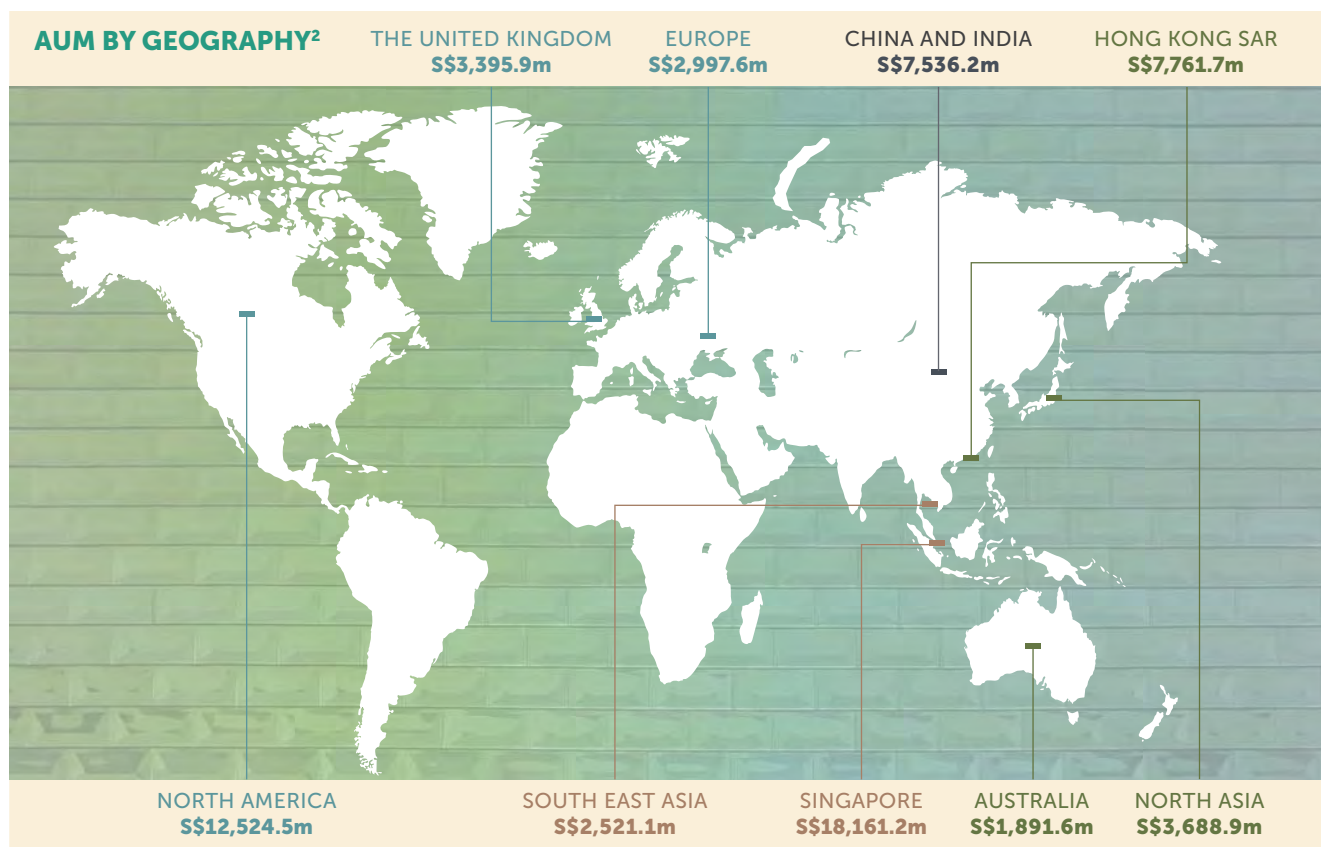 AUM BY GEOGRAPHY²
THE UNITED KINGDOM
S$3,395.9m
EUROPE
S$2,997.6m
CHINA AND INDIA
S$7,536.2m
HONG KONG SAR
S$7,761.7m
NORTH AMERICA
S$12,524.5m
SOUTH EAST ASIA
S$2,521.1m
SINGAPORE
S$18,161.2m
AUSTRALIA
S$1,891.6m
NORTH ASIA
S$3,688.9m